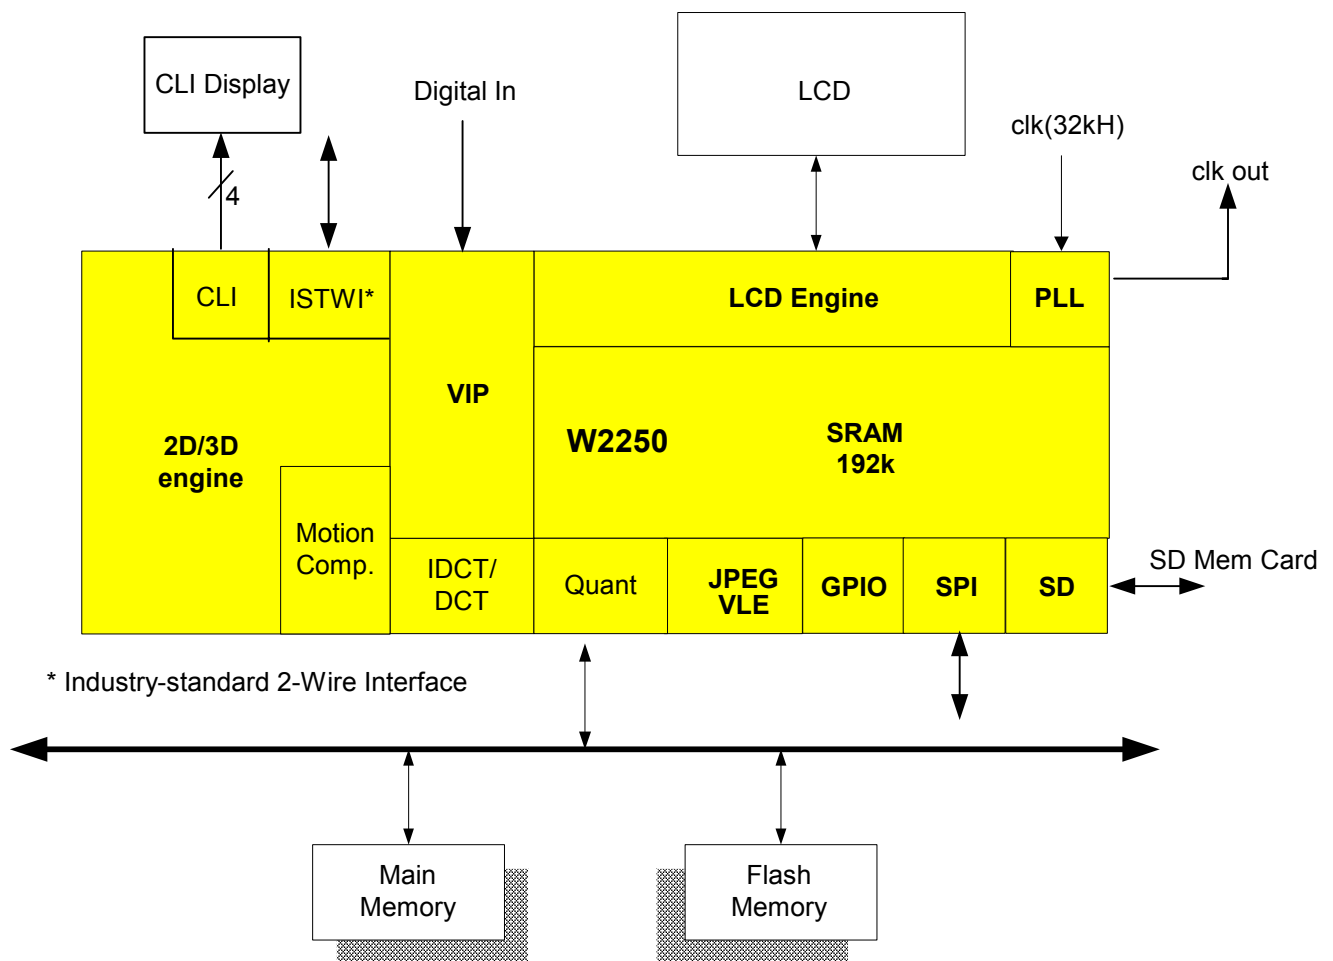 CLI Display
Digital In
LCD
clk(32kH)
clk out
4
CLI
ISTWI*
LCD Engine
PLL
VIP
2D/3D
engine
W2250
SRAM
192k
Motion
Comp.
IDCT/
DCT
Quant
JPEG
VLE
GPIO
SPI
SD
SD Mem Card
* Industry-standard 2-Wire Interface
Main
Memory
Flash
Memory